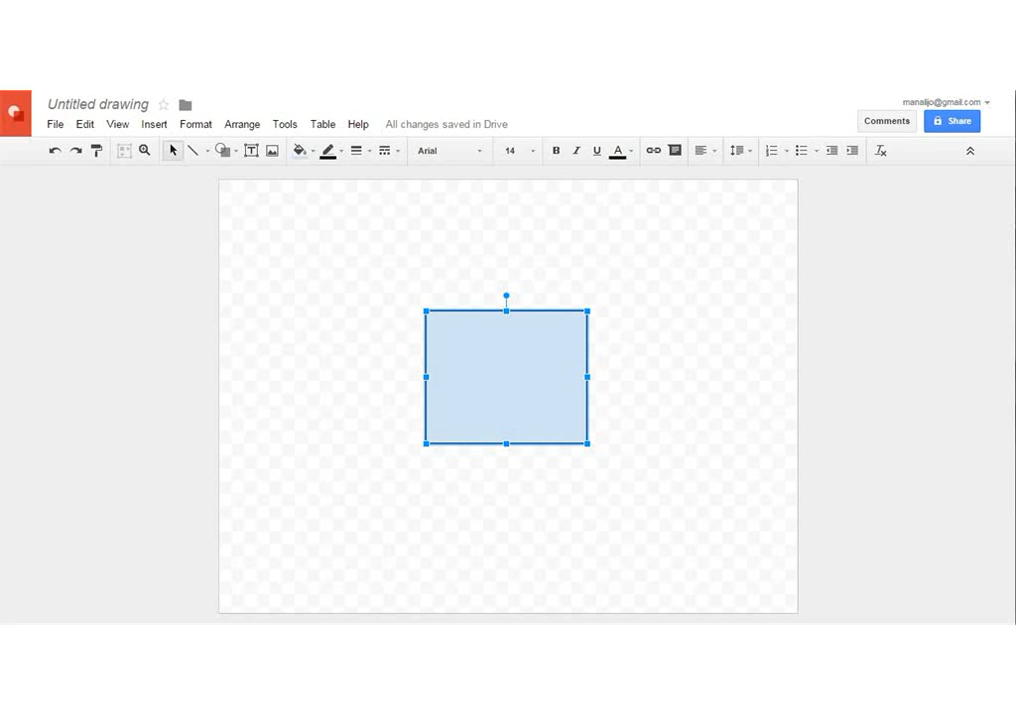 Untitled drawing
manalijo@gmail.com
File Edit View Insert Format Arrange Tools Table Help All changes saved in Drive
Comments Share
Arial 14 B I U A